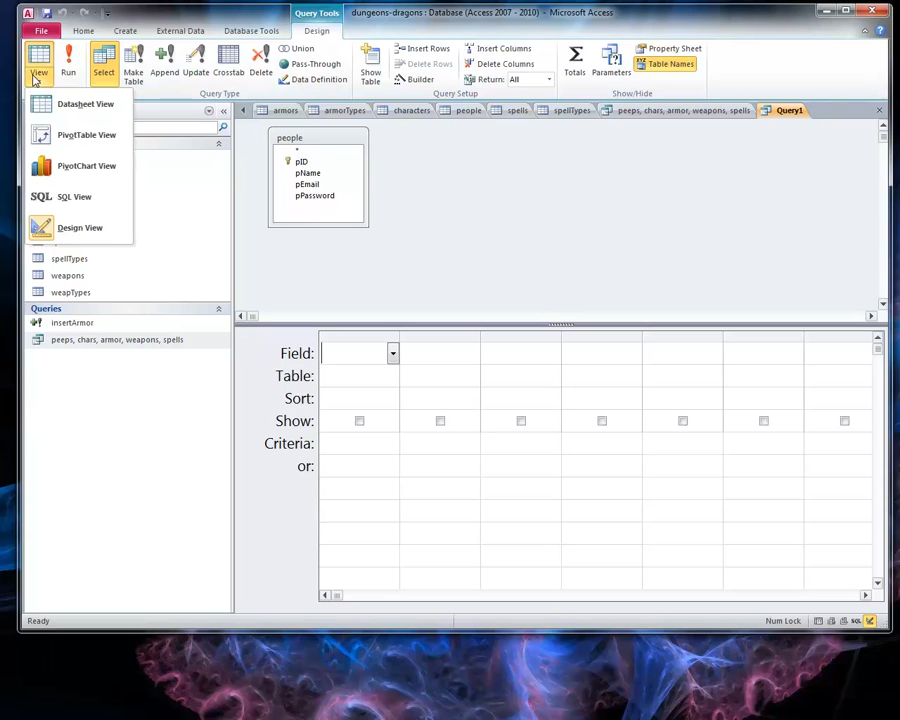 Query Tools
dungeons-dragons : Database (Access 2007 - 2010) - Microsoft Access
A
File
Home
Create
External Data
Database Tools
Design
View
Run
Select
Make Table
Append
Update
Crosstab
Delete
Union
Pass-Through
Data Definition
Show Table
Insert Rows
Delete Rows
Builder
Insert Columns
Delete Columns
Return: All
Totals
Parameters
Property Sheet
XYZ Table Names
Query Type
Query Setup
Show/Hide
Datasheet View
PivotTable View
PivotChart View
SQL SQL View
Design View
armors
armorTypes
characters
people
spells
spellTypes
peeps, chars, armor, weapons, spells
Query1
people
*
pID
pName
pEmail
pPassword
spellTypes
weapons
weapTypes
Queries
insertArmor
peeps, chars, armor, weapons, spells
Field:
Table:
Sort:
Show:
Criteria:
or:
Ready
Num Lock
SQL